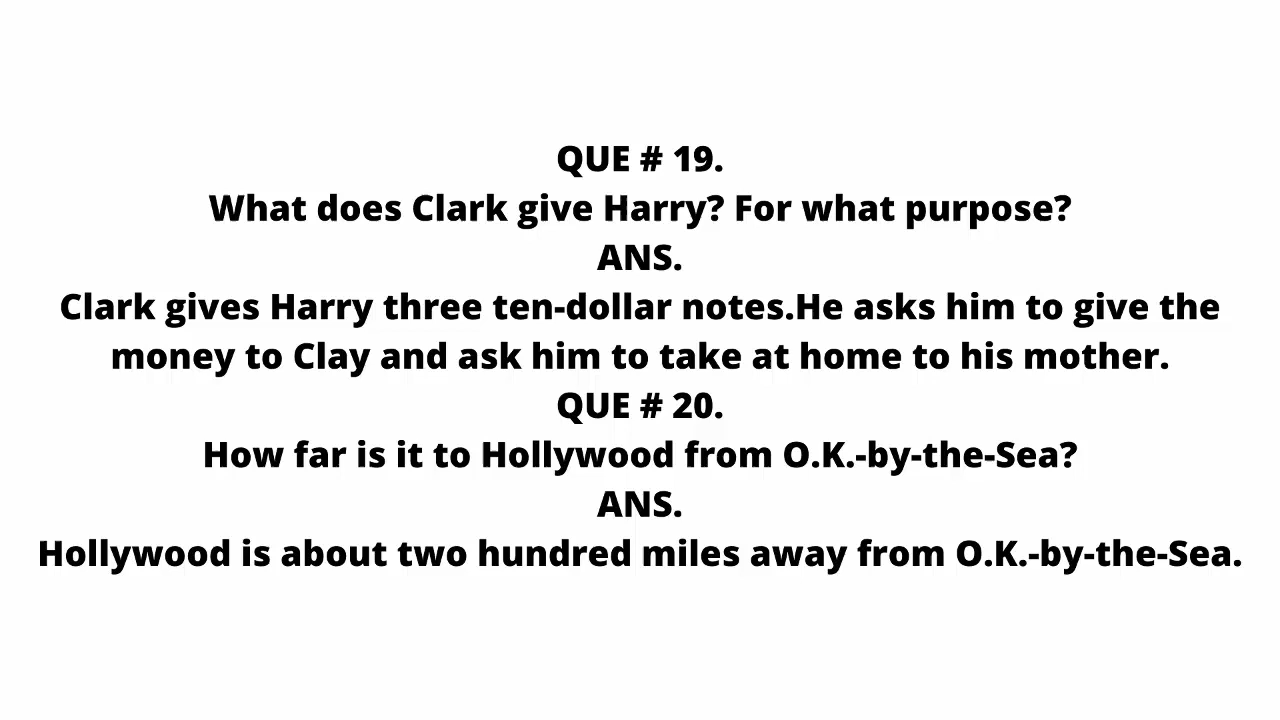 QUE # 19.
What does Clark give Harry? For what purpose?
ANS.
Clark gives Harry three ten-dollar notes.He asks him to give the
money to Clay and ask him to take at home to his mother.
QUE # 20.
How far is it to Hollywood from O.K.-by-the-Sea?
ANS.
Hollywood is about two hundred miles away from O.K.-by-the-Sea.